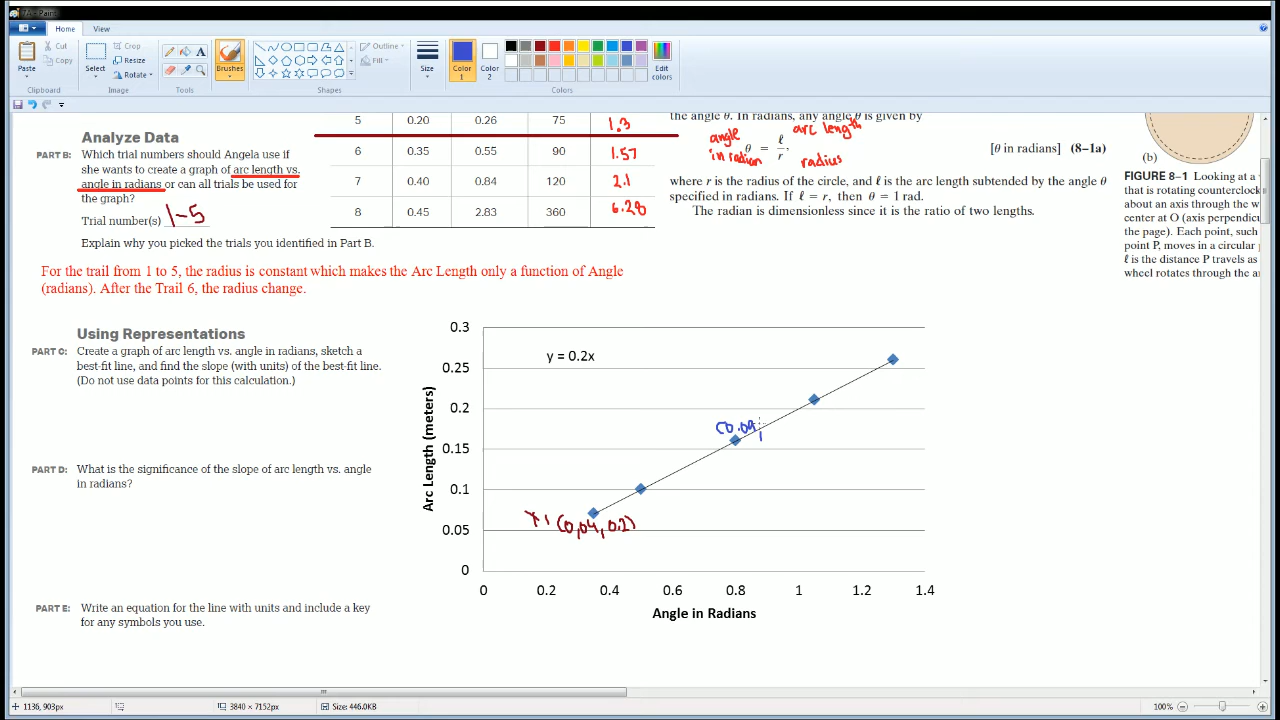 Home
View
Paste
Cut
Copy
Clipboard
Select
Crop
Resize
Rotate
Image
A
Tools
Brushes
Shapes
Outline
Fill
Size
Color
1
Color
2
Edit
colors
Colors
Analyze Data
PART B:
Which trial numbers should Angela use if
she wants to create a graph of arc length vs.
angle in radians or can all trials be used for
the graph?
Trial number(s) 1-5
Explain why you picked the trials you identified in Part B.
5 0.20 0.26 75 1.3
6 0.35 0.55 90 1.57
7 0.40 0.84 120 2.1
8 0.45 2.83 360 6.28
the angle θ. In radians, any angle θ is given by
angle
in radian
arc length
radius
θ = ℓ/r,
[θ in radians] (8–1a)
where r is the radius of the circle, and ℓ is the arc length subtended by the angle θ
specified in radians. If ℓ = r, then θ = 1 rad.
The radian is dimensionless since it is the ratio of two lengths.
(b)
FIGURE 8–1 Looking at a
that is rotating counterclock
about an axis through the w
center at O (axis perpendicu
the page). Each point, such
point P, moves in a circular
ℓ is the distance P travels as
wheel rotates through the a
For the trail from 1 to 5, the radius is constant which makes the Arc Length only a function of Angle
(radians). After the Trail 6, the radius change.
Using Representations
PART C:
Create a graph of arc length vs. angle in radians, sketch a
best-fit line, and find the slope (with units) of the best-fit line.
(Do not use data points for this calculation.)
PART D:
What is the significance of the slope of arc length vs. angle
in radians?
PART E:
Write an equation for the line with units and include a key
for any symbols you use.
y = 0.2x
0.3
0.25
0.2
0.15
0.1
0.05
0
0 0.2 0.4 0.6 0.8 1 1.2 1.4
Arc Length (meters)
Angle in Radians
(0.09
(0,04, 0.2)
1136, 903px
3840 × 7152px
Size: 446.0KB
100%